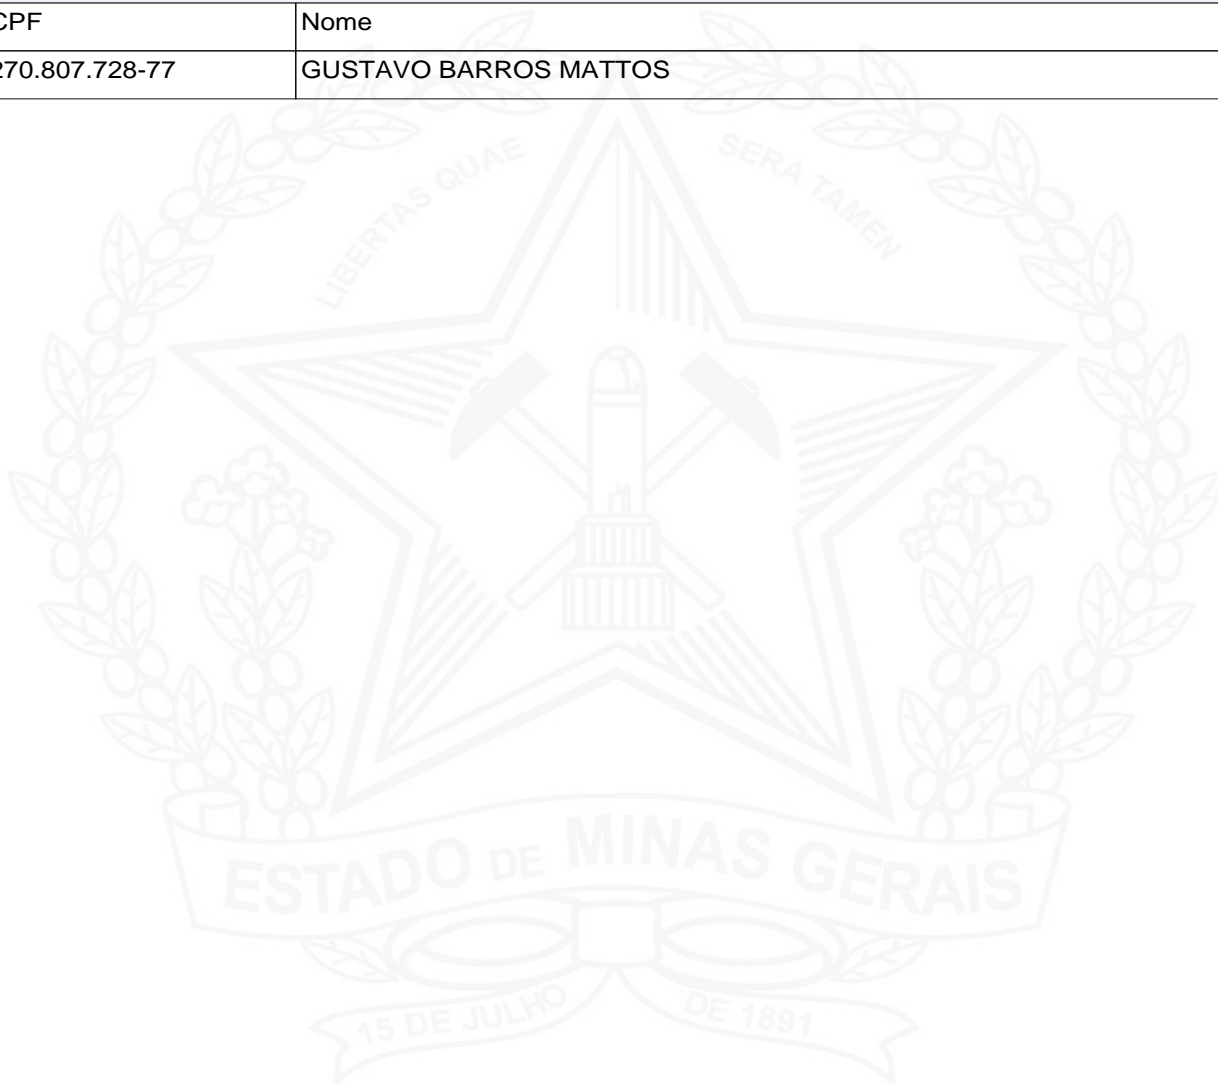 CPF Nome
270.807.728-77 GUSTAVO BARROS MATTOS
LIBERTAS QUAE SERA TAMEN
ESTADO DE MINAS GERAIS
15 DE JULHO DE 1891